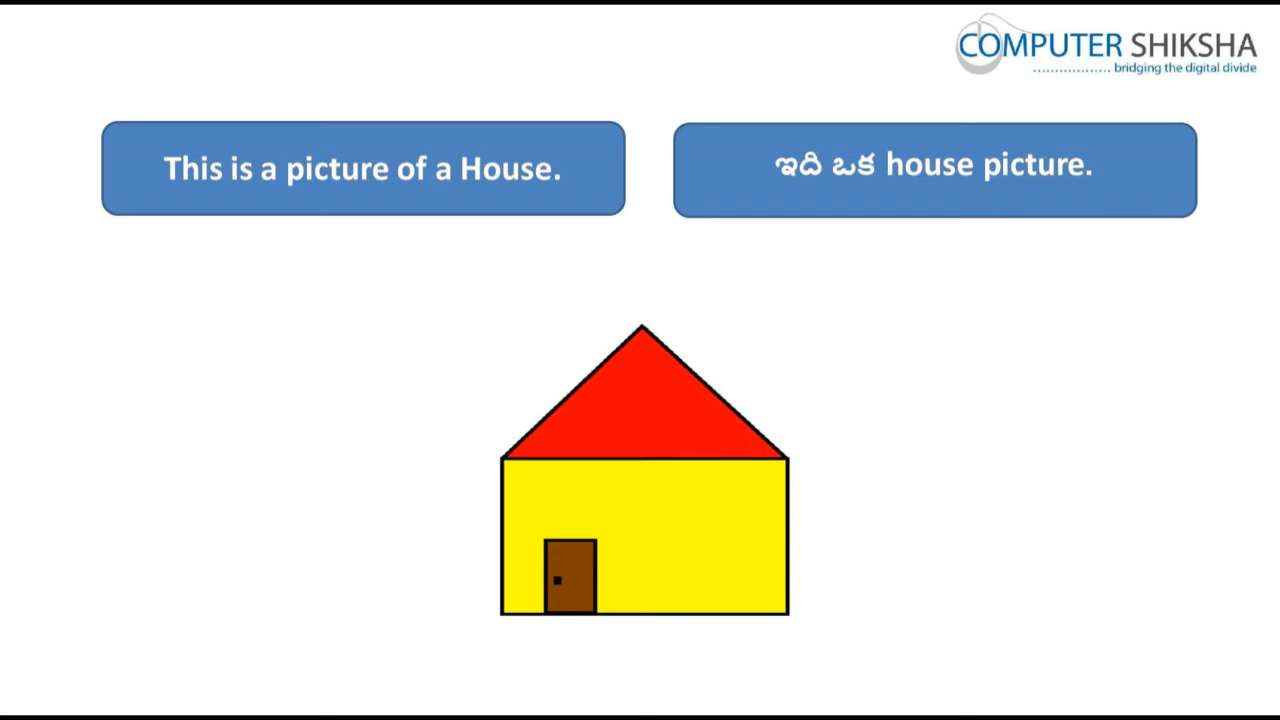 COMPUTER SHIKSHA
.................. bridging the digital divide
This is a picture of a House.
ఇది ఒక house picture.